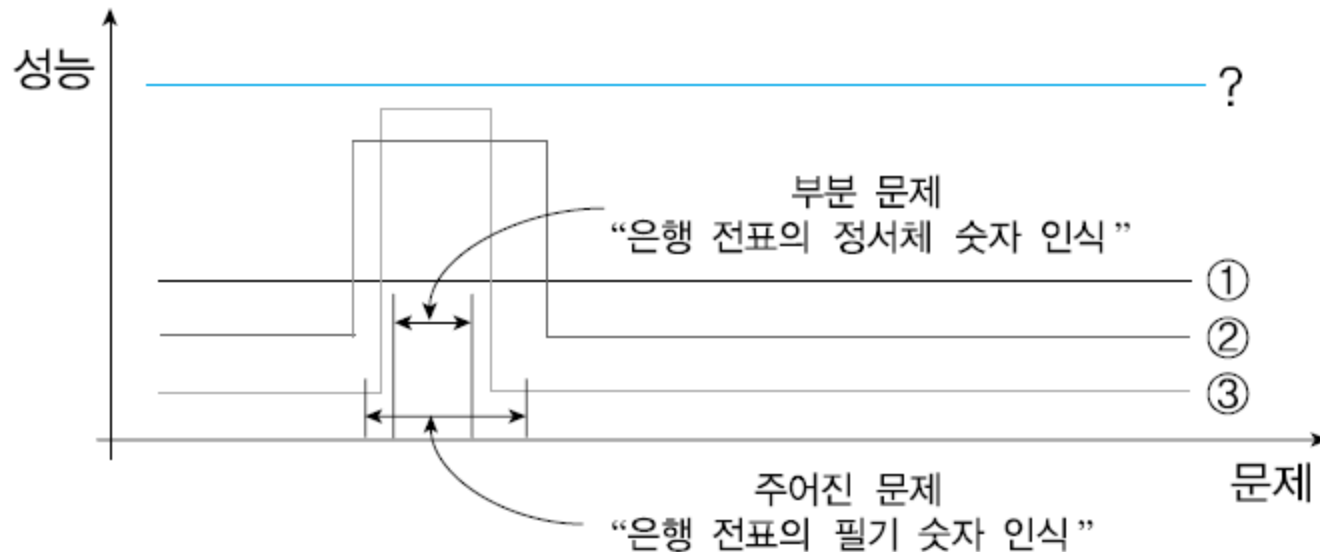 성능
?
부분 문제
“은행 전표의 정서체 숫자 인식”
①
②
③
문제
주어진 문제
“은행 전표의 필기 숫자 인식”